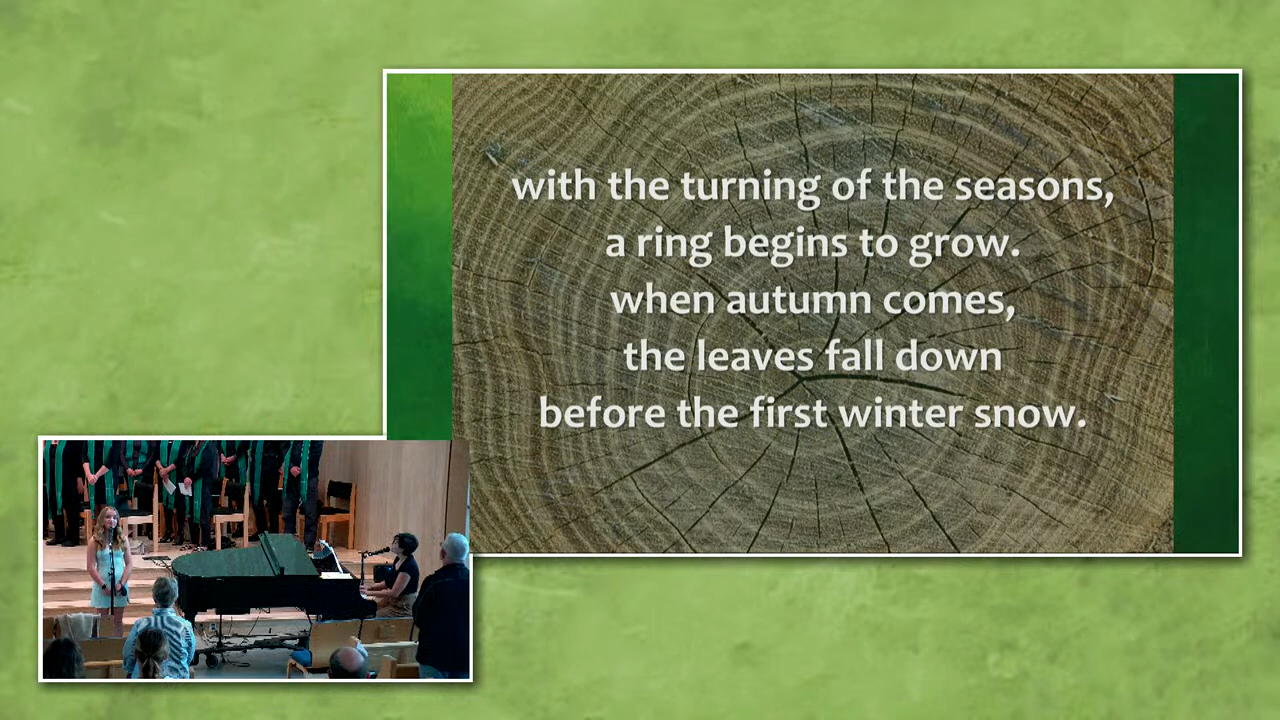 with the turning of the seasons,
a ring begins to grow.
when autumn comes,
the leaves fall down
before the first winter snow.